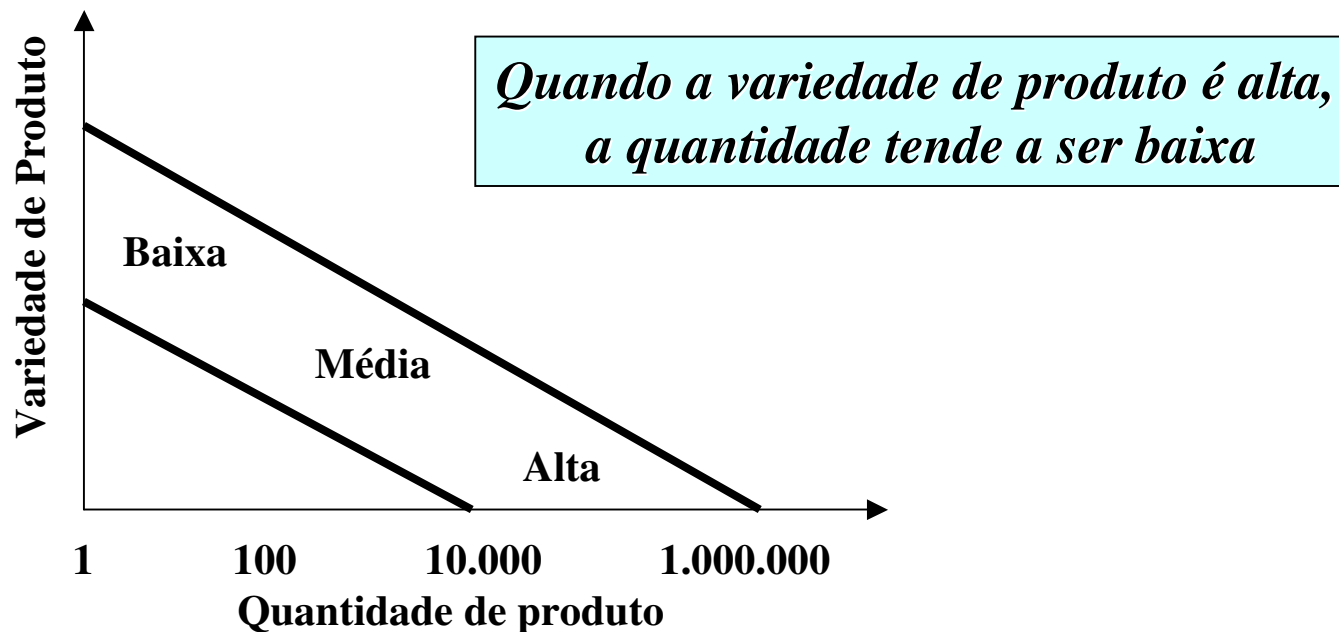 Variedade de Produto
Quando a variedade de produto é alta,
a quantidade tende a ser baixa
Baixa
Média
Alta
1 100 10.000 1.000.000
Quantidade de produto